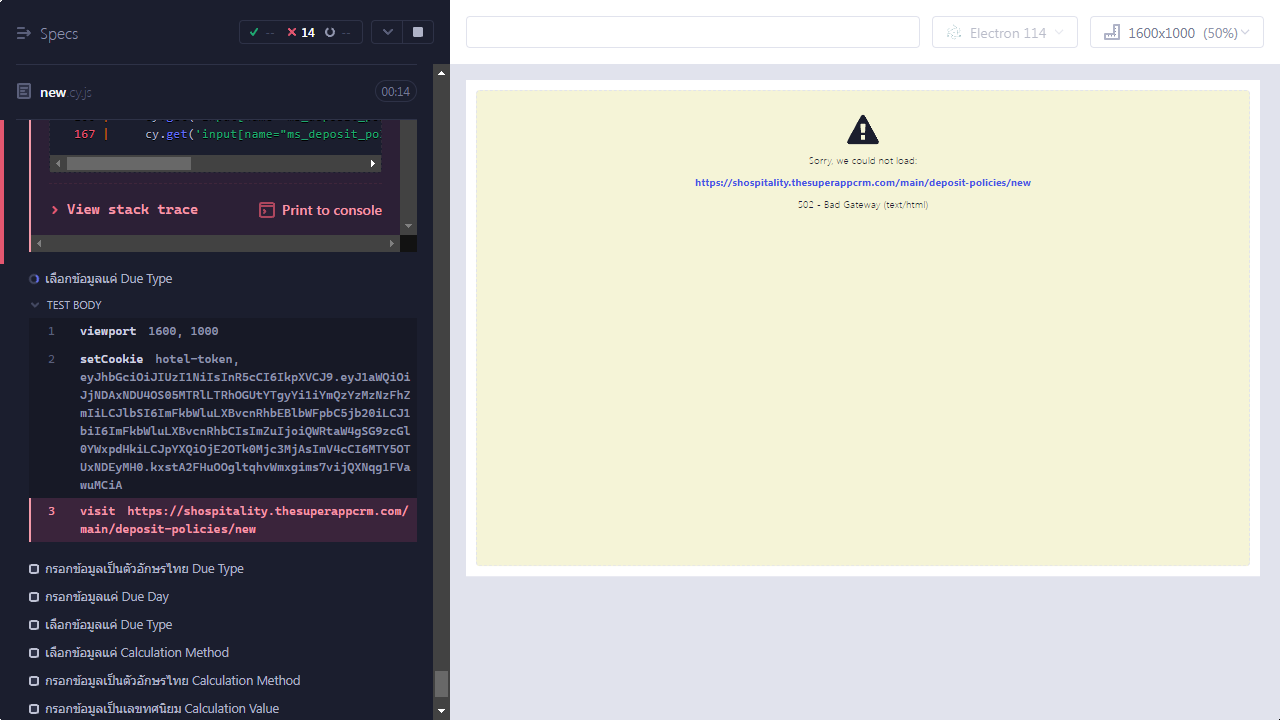 Specs
-- 14 --
Electron 114
1600x1000 (50%)
new.cy.js
00:14
167 | cy.get('input[name="ms_deposit_po
View stack trace
Print to console
เลือกข้อมูลแค่ Due Type
TEST BODY
1 viewport 1600, 1000
2 setCookie hotel-token,
eyJhbGciOiJIUzI1NiIsInR5cCI6IkpXVCJ9.eyJ1aWQiOi
JjNDAxNDU4OS05MTRlLTRhOGUtYTgyYi1iYmQzYzMzNzFhZ
mIiLCJlbSI6ImFkbWluLXBvcnRhbEBlbWFpbC5jb20iLCJ1
biI6ImFkbWluLXBvcnRhbCIsImZuIjoiQWRtaW4gSG9zcGl
0YWxpdHkiLCJpYXQiOjE2OTk0Mjc3MjAsImV4cCI6MTY5OT
UxNDEyMH0.kxstA2FHuOOgltqhvWmxgims7vijQXNqg1FVa
wuMCiA
3 visit https://shospitality.thesuperappcrm.com/
main/deposit-policies/new
กรอกข้อมูลเป็นตัวอักษรไทย Due Type
กรอกข้อมูลแค่ Due Day
เลือกข้อมูลแค่ Due Type
เลือกข้อมูลแค่ Calculation Method
กรอกข้อมูลเป็นตัวอักษรไทย Calculation Method
กรอกข้อมูลเป็นเลขทศนิยม Calculation Value
Sorry, we could not load:
https://shospitality.thesuperappcrm.com/main/deposit-policies/new
502 - Bad Gateway (text/html)